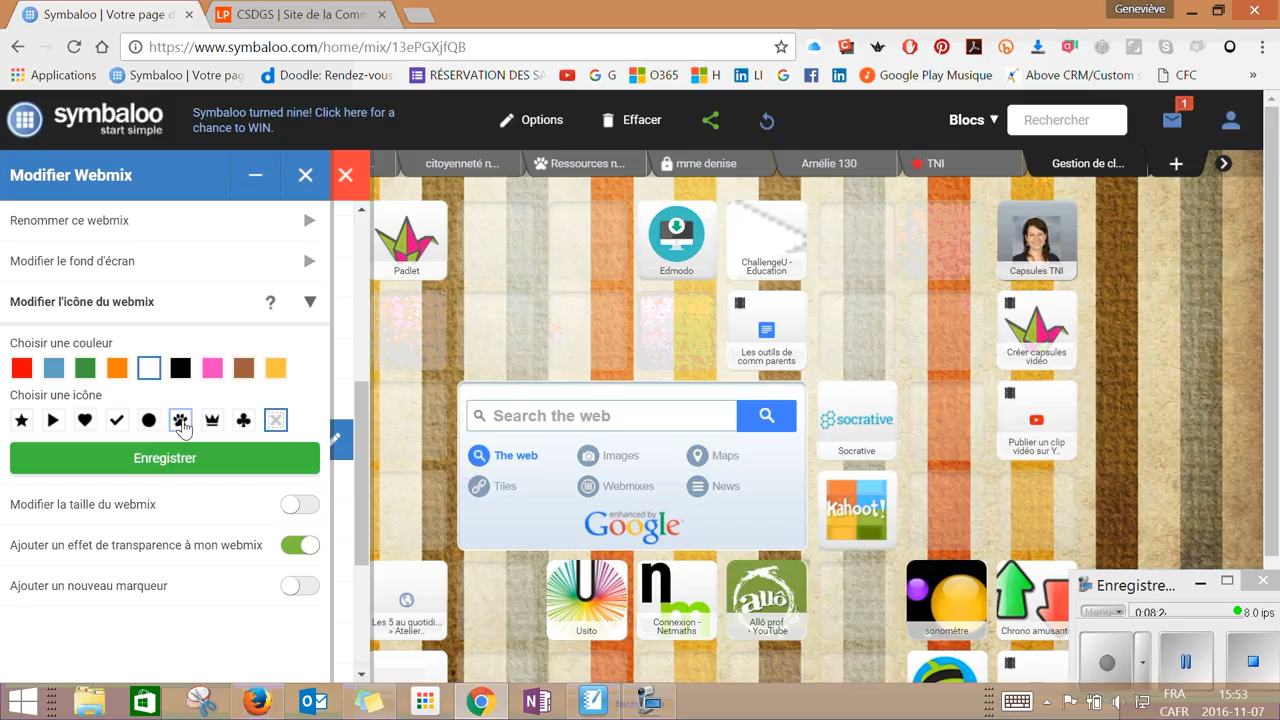 Symbaloo | Votre page d
CSDGS | Site de la Comm
Geneviève
https://www.symbaloo.com/home/mix/13ePGXjfQB
Applications
Symbaloo | Votre pag
Doodle: Rendez-vous
RÉSERVATION DES SA
G
O365
H
LI
Google Play Musique
Above CRM/Custom s
CFC
»
symbaloo
start simple
Symbaloo turned nine! Click here for a
chance to WIN.
Options
Effacer
Blocs ▼
Rechercher
1
Modifier Webmix
citoyenneté n...
Ressources n...
mme denise
Amélie 130
TNI
Gestion de cl...
Renommer ce webmix
Modifier le fond d'écran
Modifier l'icône du webmix
?
Choisir une couleur
Choisir une icône
Enregistrer
Modifier la taille du webmix
Ajouter un effet de transparence à mon webmix
Ajouter un nouveau marqueur
Padlet
Edmodo
ChallengeU -
Education
Capsules TNI
Les outils de
comm parents
Créer capsules
vidéo
Search the web
The web
Images
Maps
Tiles
Webmixes
News
enhanced by
Google
socrative
Socrative
Publier un clip
vidéo sur Y..
Kahoot!
Les 5 au quotidi...
» Atelier..
U
Usito
n
m
Connexion -
Netmaths
allô
prof
Allô prof
- YouTube
sonomètre
Chrono amusant
Enregistre...
Menu
0:08:2
8.0 ips
FRA
CAFR
15:53
2016-11-07